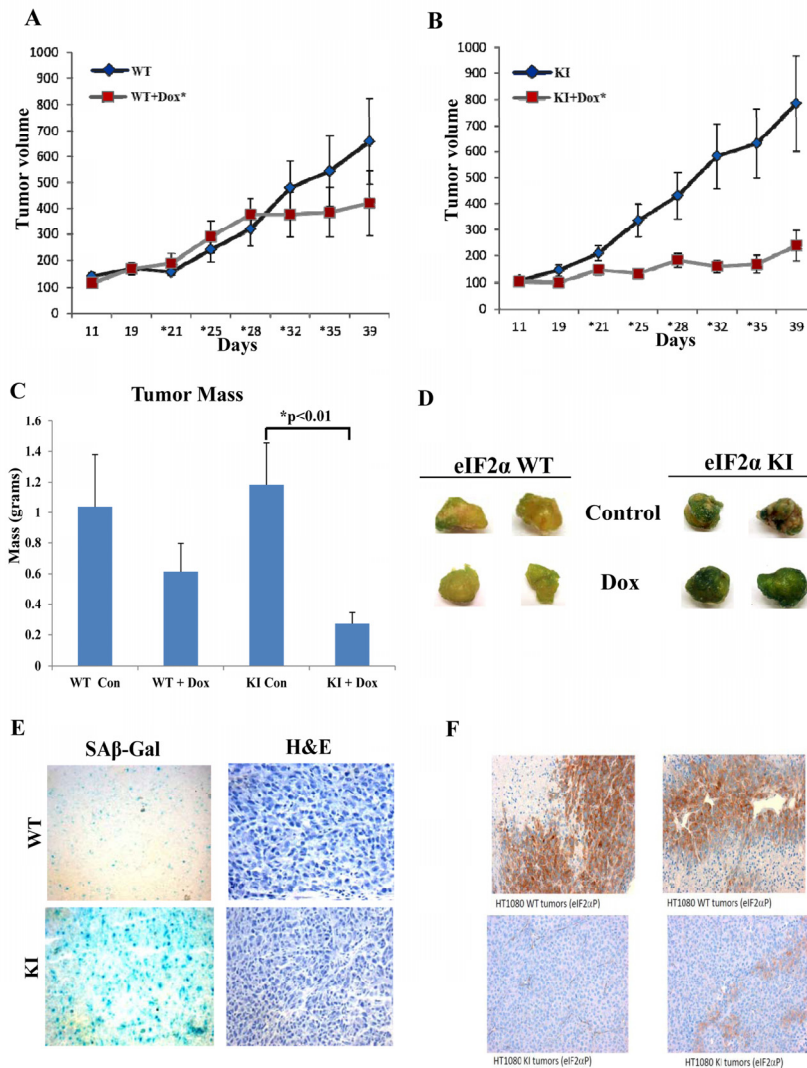 A
WT
WT+Dox*
1000
900
800
700
600
500
400
300
200
100
0
Tumor volume
11 19 *21 *25 *28 *32 *35 39
Days
B
KI
KI+Dox*
1000
900
800
700
600
500
400
300
200
100
0
Tumor volume
11 19 *21 *25 *28 *32 *35 39
Days
C
Tumor Mass
*p<0.01
1.6
1.4
1.2
1
0.8
0.6
0.4
0.2
0
Mass (grams)
WT Con WT + Dox KI Con KI + Dox
D
eIF2α WT eIF2α KI
Control
Dox
E
SAβ-Gal H&E
WT
KI
F
HT1080 WT tumors (eIF2αP) HT1080 WT tumors (eIF2αP)
HT1080 KI tumors (eIF2αP) HT1080 KI tumors (eIF2αP)